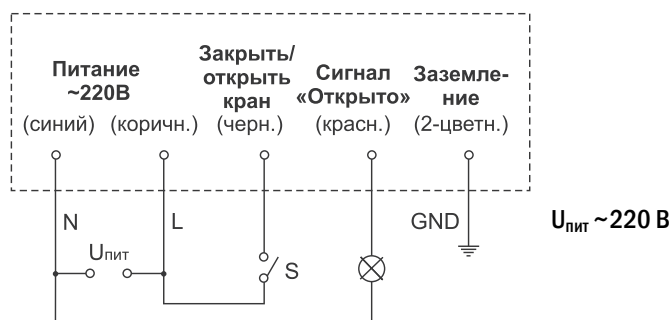 Питание
~220В
(синий) (коричн.)
Закрыть/
открыть
кран
(черн.)
Сигнал
«Открыто»
(красн.)
Заземле-
ние
(2-цветн.)
N
L
GND
Uпит ~220 В
Uпит
S